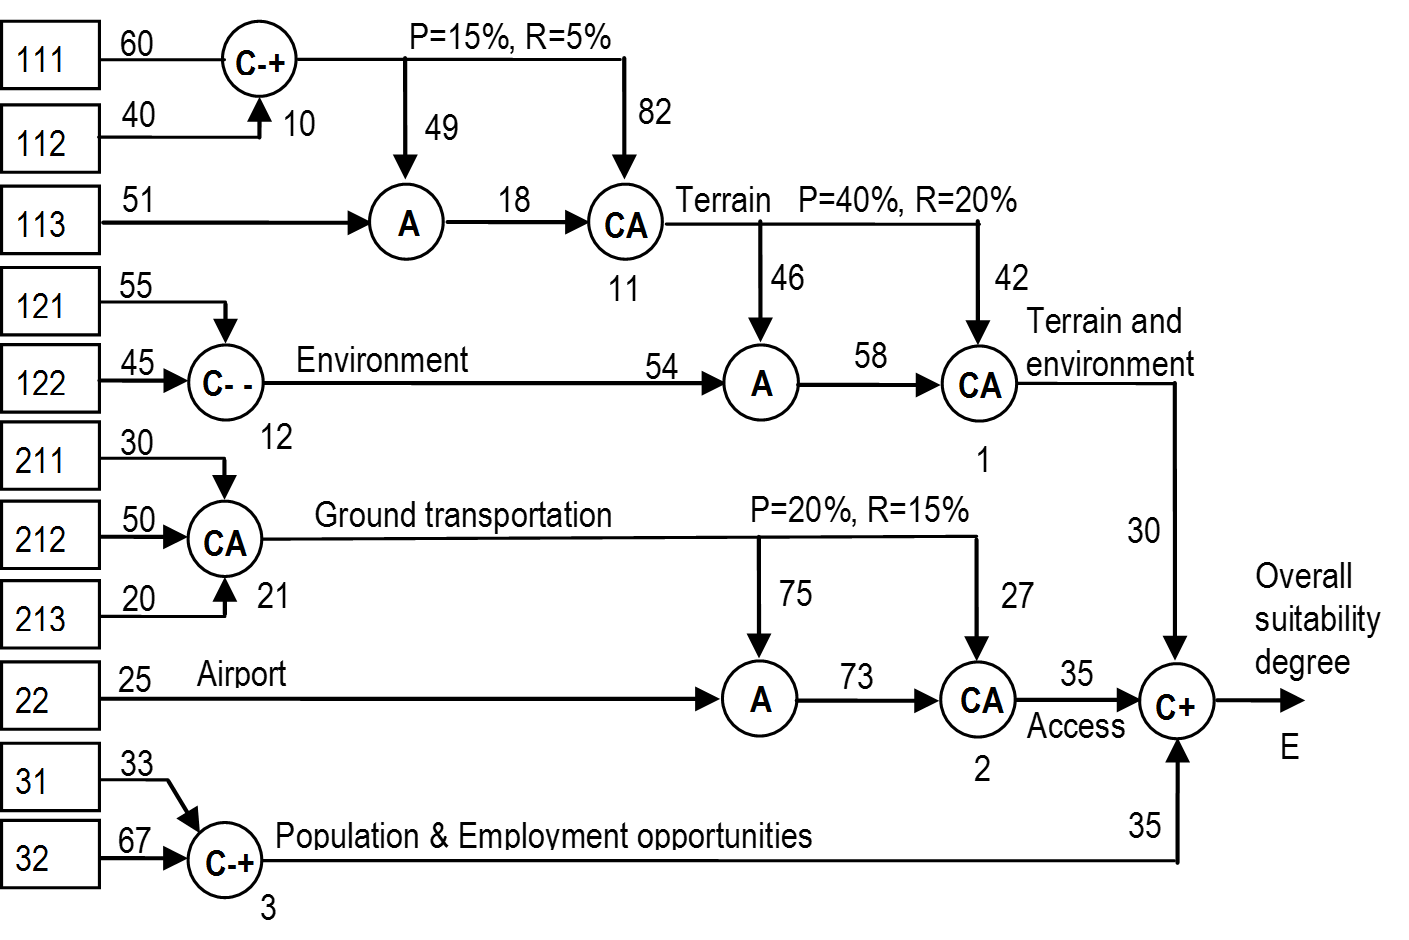 111
60
C-+
P=15%, R=5%
112
40
10
49
82
113
51
A
18
CA
Terrain
P=40%, R=20%
11
121
55
46
42
Terrain and
environment
122
45
C- -
Environment
54
A
58
CA
12
1
211
30
212
50
CA
Ground transportation
P=20%, R=15%
30
213
20
21
75
27
Overall
suitability
degree
22
25
Airport
A
73
CA
35
Access
C+
E
2
31
33
32
67
C-+
Population & Employment opportunities
35
3